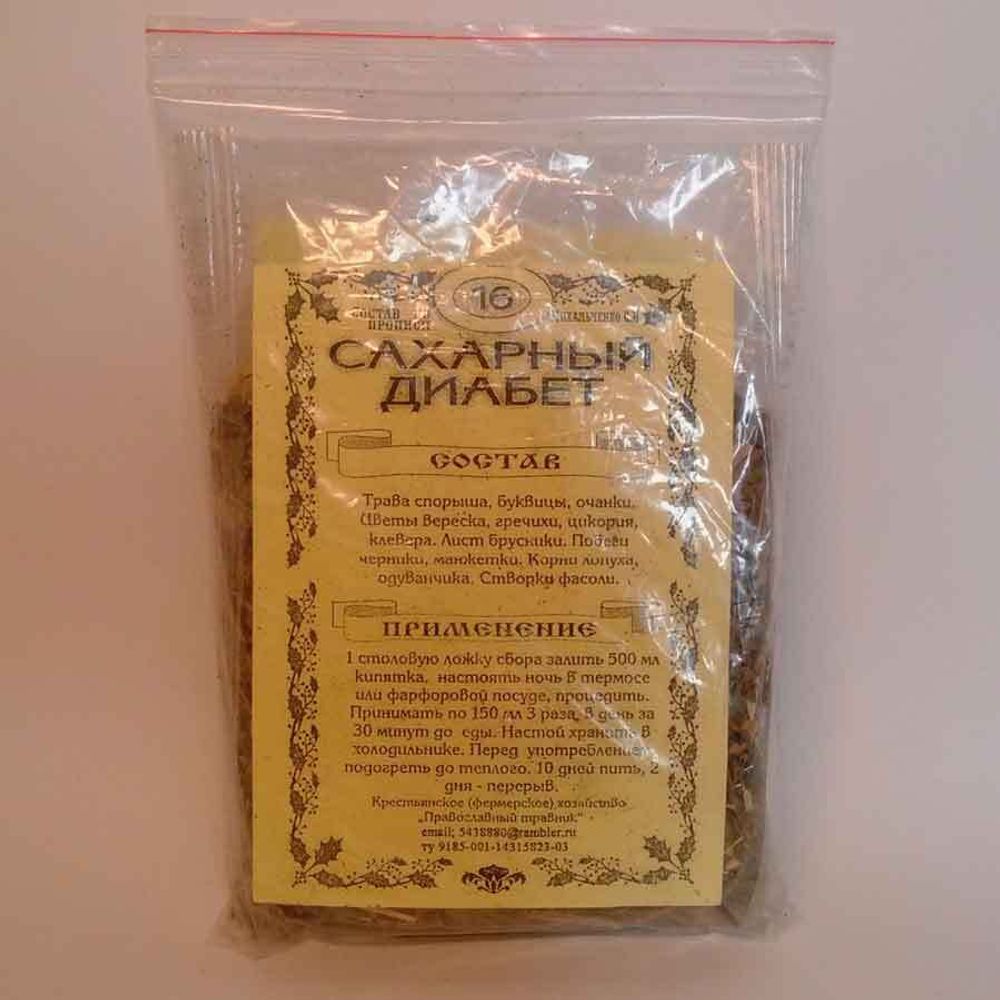 16
СОСТАВ
ПРОПИСИ
САХАРНЫЙ
ДИАБЕТ
СОСТАВ
Трава спорыша, буквицы, очанки.
Цветы вереска, гречихи, цикория,
клевера. Лист брусники. Побеги
черники, манжетки. Корни лопуха,
одуванчика. Створки фасоли.
ПРИМЕНЕНИЕ
1 столовую ложку сбора залить 500 мл
кипятка, настоять ночь в термосе
или фарфоровой посуде, процедить.
Принимать по 150 мл 3 раза в день за
30 минут до еды. Настой хранить в
холодильнике. Перед употреблением
подогреть до теплого. 10 дней пить, 2
дня - перерыв.
Крестьянское (фермерское) хозяйство
„Православный травник"
email; 5438880@rambler.ru
ту 9185-001-14315823-03